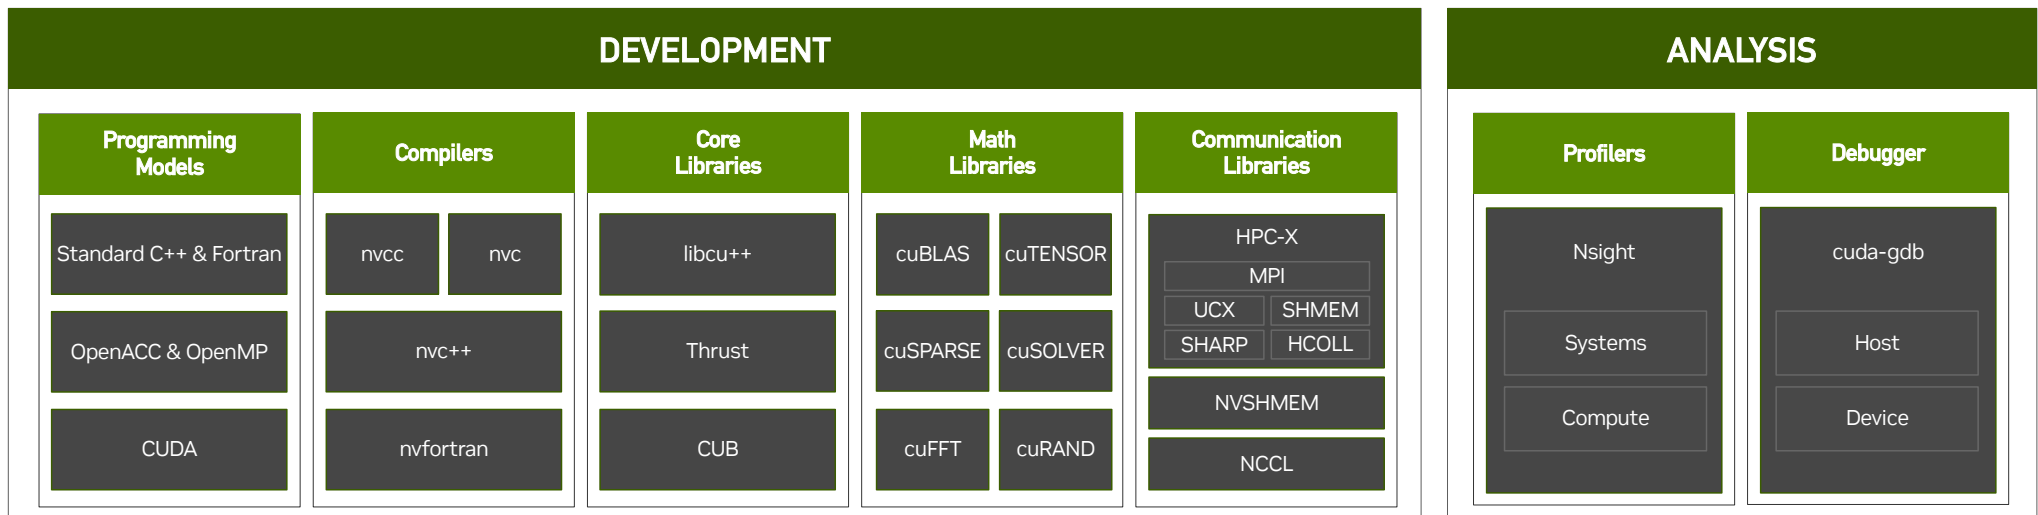 DEVELOPMENT
Programming
Models
Standard C++ & Fortran
OpenACC & OpenMP
CUDA
Compilers
nvcc
nvc
nvc++
nvfortran
Core
Libraries
libcu++
Thrust
CUB
Math
Libraries
cuBLAS
cuTENSOR
cuSPARSE
cuSOLVER
cuFFT
cuRAND
Communication
Libraries
HPC-X
MPI
UCX
SHMEM
SHARP
HCOLL
NVSHMEM
NCCL
ANALYSIS
Profilers
Nsight
Systems
Compute
Debugger
cuda-gdb
Host
Device